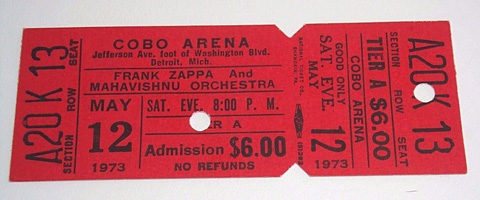 A20 K 13
SECTION ROW SEAT
COBO ARENA
Jefferson Ave. foot of Washington Blvd.
Detroit, Mich.
FRANK ZAPPA And
MAHAVISHNU ORCHESTRA
MAY
12
1973
SAT. EVE. 8:00 P. M.
ER A
Admission $6.00
NO REFUNDS
GOOD ONLY
SAT. EVE.
MAY
12
1973
COBO ARENA
TIER A $6.00
SECTION ROW SEAT
A20 K 13